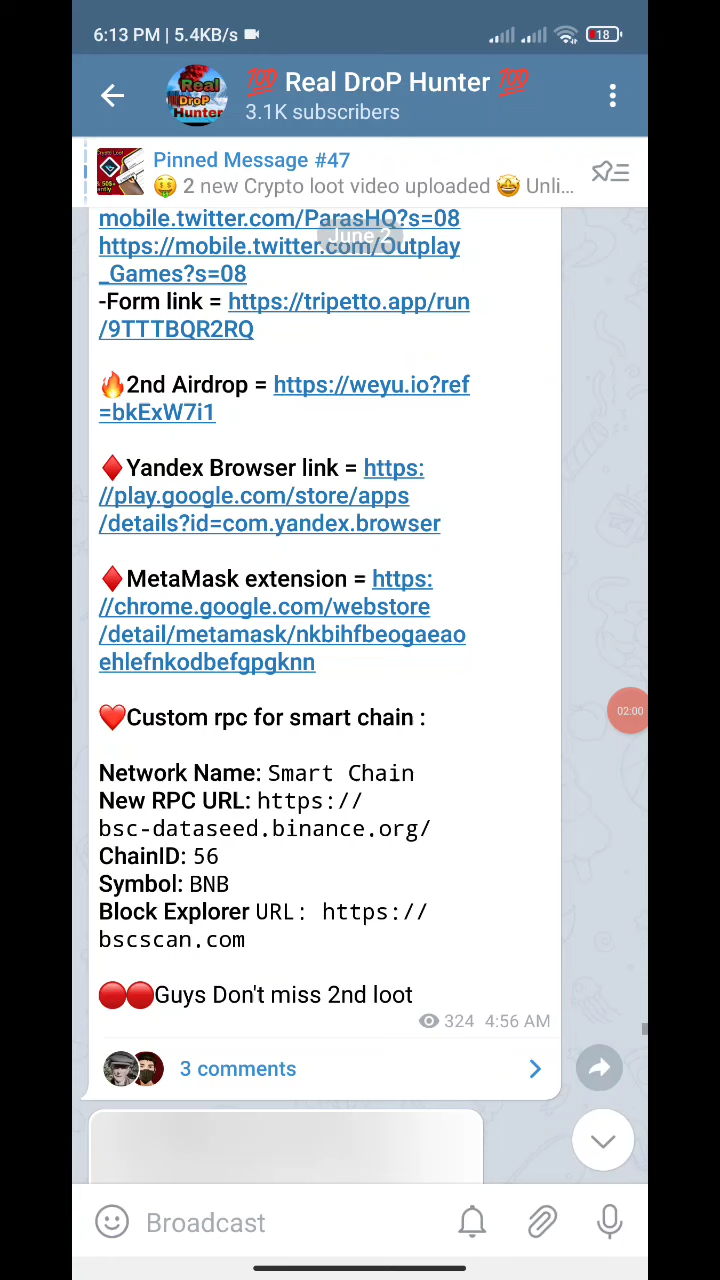 6:13 PM | 5.4KB/s
18
Real DroP Hunter
💯 Real DroP Hunter 💯
3.1K subscribers
Pinned Message #47
🤑 2 new Crypto loot video uploaded 🤩 Unli...
mobile.twitter.com/ParasHQ?s=08
June 2
https://mobile.twitter.com/Outplay
_Games?s=08
-Form link = https://tripetto.app/run
/9TTTBQR2RQ
🔥2nd Airdrop = https://weyu.io?ref
=bkExW7i1
♦️Yandex Browser link = https:
//play.google.com/store/apps
/details?id=com.yandex.browser
♦️MetaMask extension = https:
//chrome.google.com/webstore
/detail/metamask/nkbihfbeogaeao
ehlefnkodbefgpgknn
❤️Custom rpc for smart chain :
Network Name: Smart Chain
New RPC URL: https://
bsc-dataseed.binance.org/
ChainID: 56
Symbol: BNB
Block Explorer URL: https://
bscscan.com
🔴🔴Guys Don't miss 2nd loot
324 4:56 AM
3 comments
02:00
Broadcast